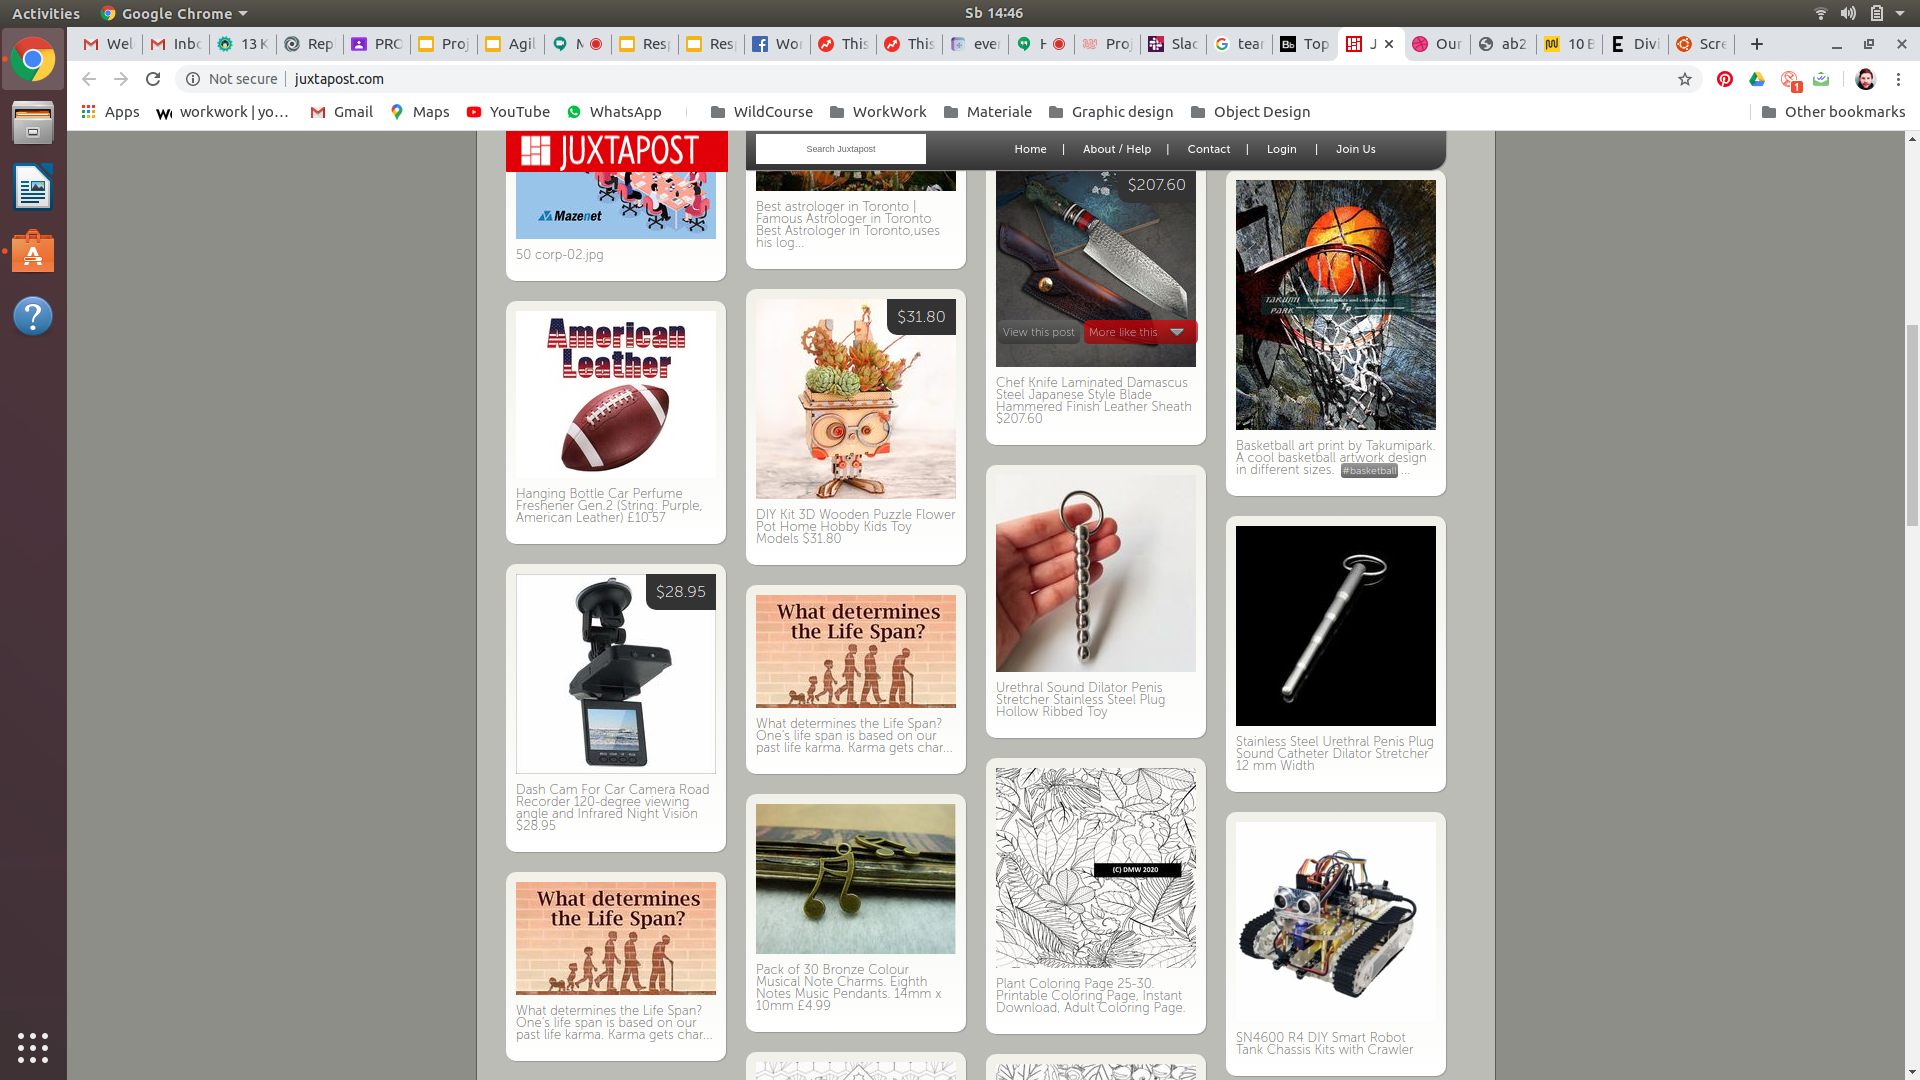 Activities
Google Chrome
Sb 14:46
Wel
Inbo
13 K
Rep
PRO
Proj
Agil
M
Resp
Resp
Wor
This
This
ever
H
Proj
Slac
tear
Top
J
Our
ab2
10 B
Divi
Scre
Not secure
juxtapost.com
1
Apps
workwork | yo...
Gmail
Maps
YouTube
WhatsApp
WildCourse
WorkWork
Materiale
Graphic design
Object Design
Other bookmarks
JUXTAPOST
Search Juxtapost
Home | About / Help | Contact | Login | Join Us
Mazenet
50 corp-02.jpg
American
Leather
Hanging Bottle Car Perfume
Freshener Gen.2 (String: Purple,
American Leather) £10.57
$28.95
Dash Cam For Car Camera Road
Recorder 120-degree viewing
angle and Infrared Night Vision
$28.95
What determines
the Life Span?
What determines the Life Span?
One's life span is based on our
past life karma. Karma gets char...
Best astrologer in Toronto |
Famous Astrologer in Toronto
Best Astrologer in Toronto,uses
his log...
$31.80
DIY Kit 3D Wooden Puzzle Flower
Pot Home Hobby Kids Toy
Models $31.80
What determines
the Life Span?
What determines the Life Span?
One's life span is based on our
past life karma. Karma gets char...
Pack of 30 Bronze Colour
Musical Note Charms. Eighth
Notes Music Pendants. 14mm x
10mm £4.99
$207.60
View this post
More like this
Chef Knife Laminated Damascus
Steel Japanese Style Blade
Hammered Finish Leather Sheath
$207.60
Urethral Sound Dilator Penis
Stretcher Stainless Steel Plug
Hollow Ribbed Toy
(C) DMW 2020
Plant Coloring Page 25-30.
Printable Coloring Page, Instant
Download, Adult Coloring Page.
TAKUMI
PARK
Basketball art print by Takumipark.
A cool basketball artwork design
in different sizes. #basketball ...
Stainless Steel Urethral Penis Plug
Sound Catheter Dilator Stretcher
12 mm Width
SN4600 R4 DIY Smart Robot
Tank Chassis Kits with Crawler